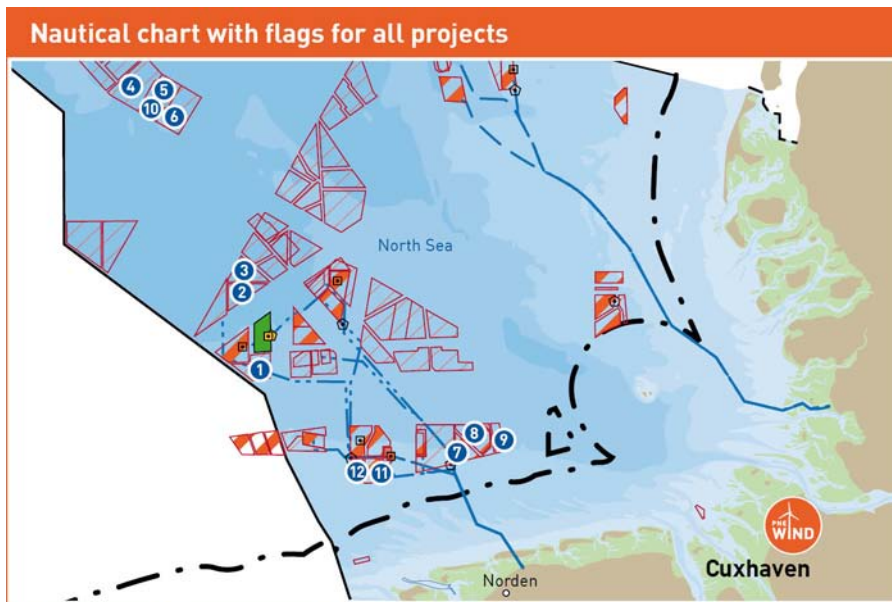 Nautical chart with flags for all projects
4
5
10
6
North Sea
3
2
1
8
9
7
12
11
PNE
WIND
Cuxhaven
Norden